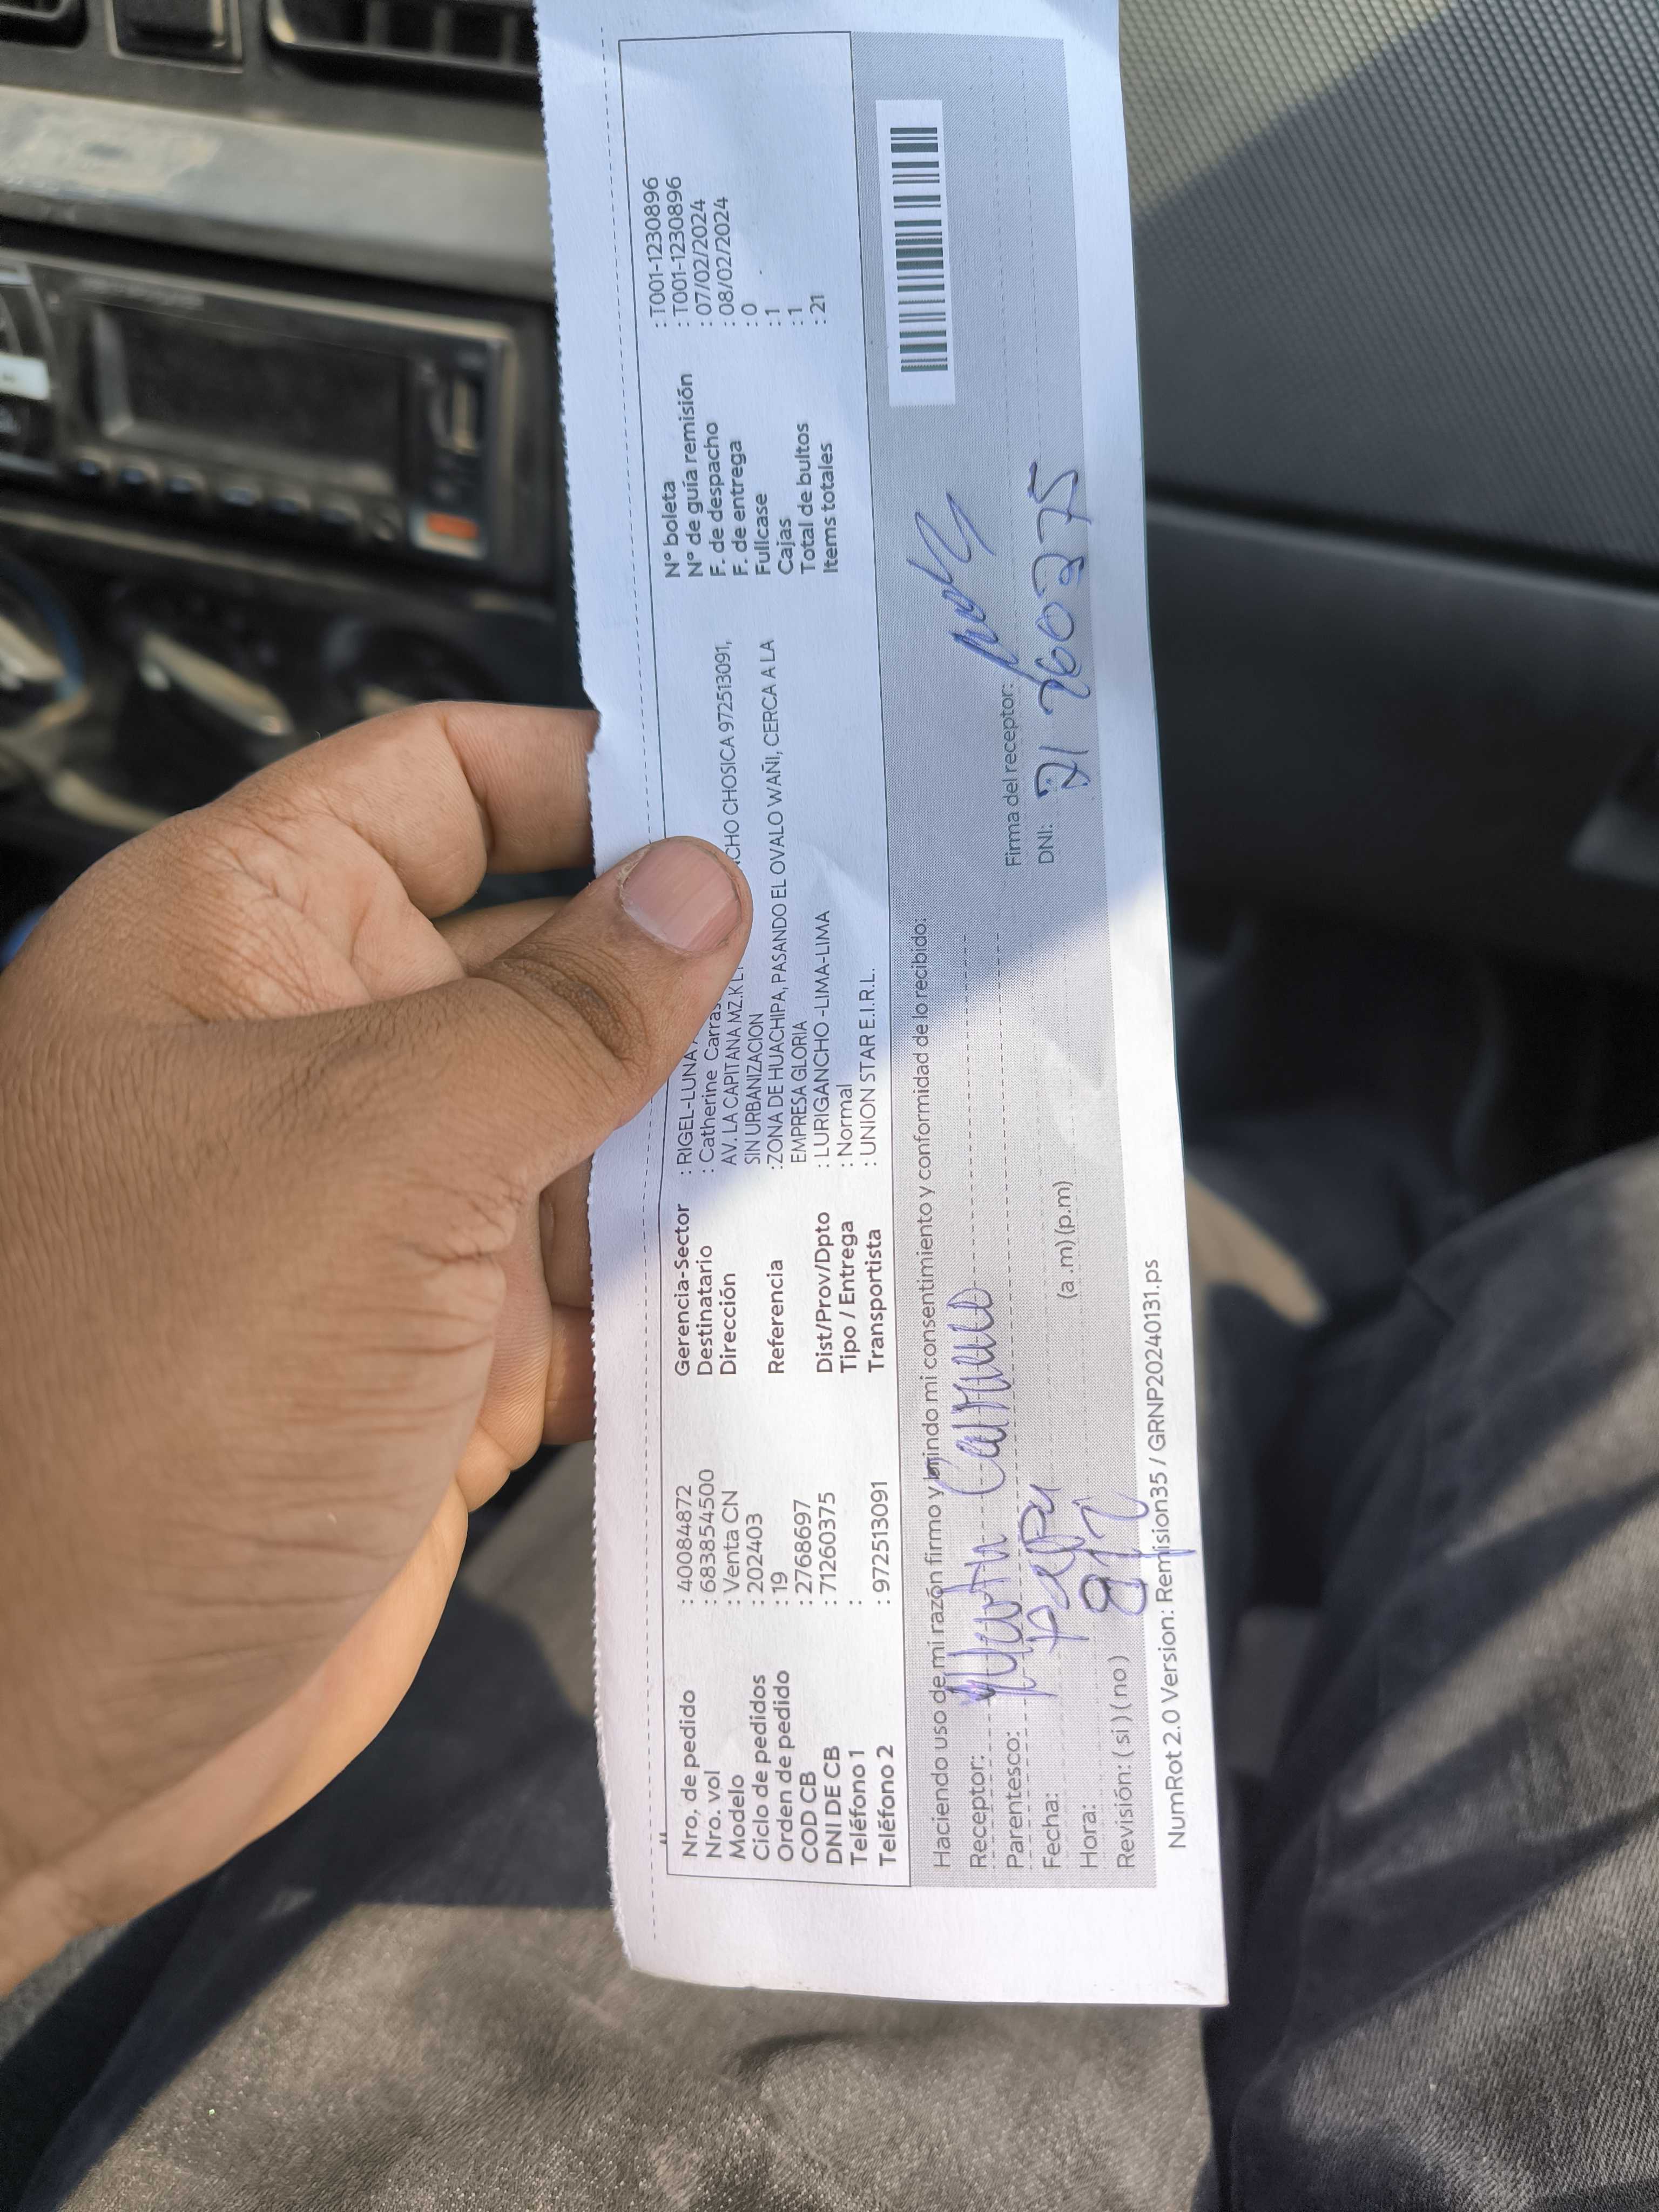 Nro, de pedido : 40084872
Nro. vol : 683854500
Modelo : Venta CN
Ciclo de pedidos : 202403
Orden de pedido : 19
COD CB : 2768697
DNI DE CB : 71260375
Teléfono 1 :
Teléfono 2 : 972513091
Gerencia-Sector : RIGEL-LUNA
Destinatario : Catherine Carras
Dirección AV. LA CAPITANA MZ.K CHOSICA 972513091,
SIN URBANIZACION
Referencia :ZONA DE HUACHIPA, PASANDO EL OVALO WAÑI, CERCA A LA
EMPRESA GLORIA
Dist/Prov/Dpto : LURIGANCHO -LIMA-LIMA
Tipo / Entrega : Normal
Transportista : UNION STAR E.I.R.L.
N° boleta : T001-1230896
N° de guía remisión : T001-1230896
F. de despacho : 07/02/2024
F. de entrega : 08/02/2024
Fullcase : 0
Cajas : 1
Total de bultos : 1
Items totales : 21
Haciendo uso de mi razón firmo y brindo mi consentimiento y conformidad de lo recibido:
Receptor:
Parentesco:
Fecha:
Hora: (a .m) (p.m)
Revisión: ( si ) ( no )
Firma del receptor:
DNI:
NumRot 2.0 Version: Remision35 / GRNP20240131.ps